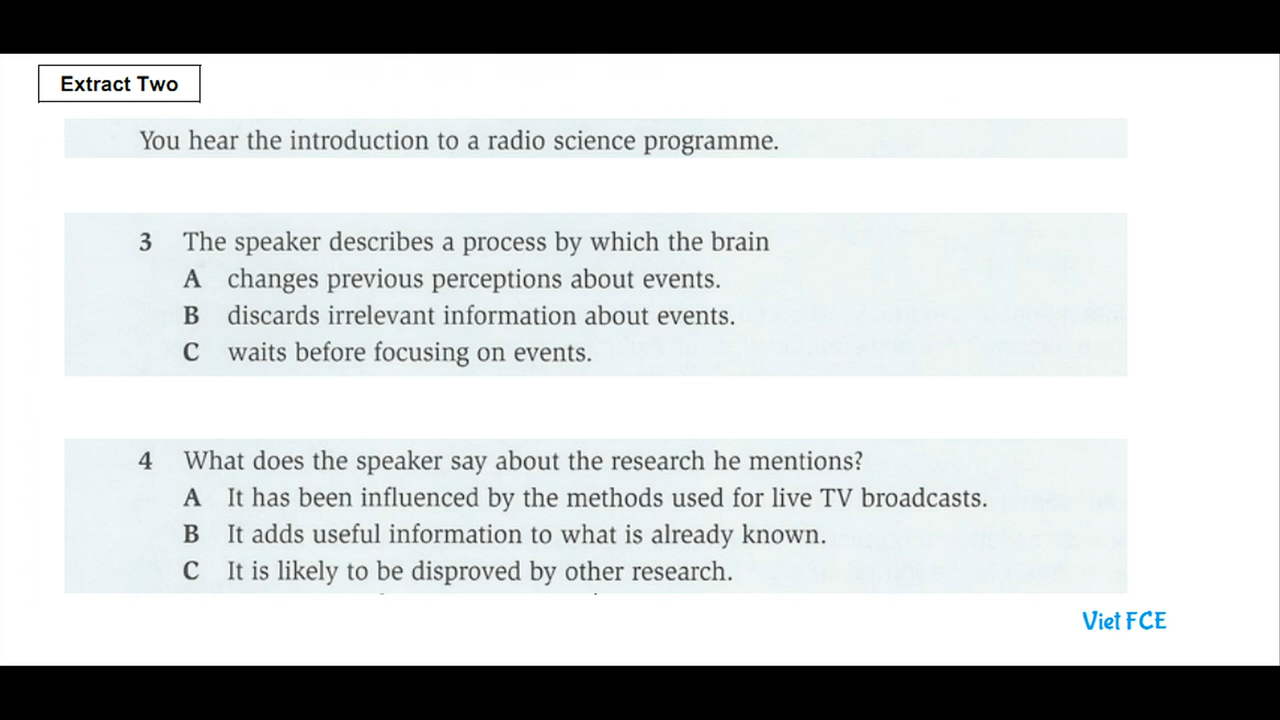 Extract Two
You hear the introduction to a radio science programme.
3 The speaker describes a process by which the brain
A changes previous perceptions about events.
B discards irrelevant information about events.
C waits before focusing on events.
4 What does the speaker say about the research he mentions?
A It has been influenced by the methods used for live TV broadcasts.
B It adds useful information to what is already known.
C It is likely to be disproved by other research.
Viet FCE